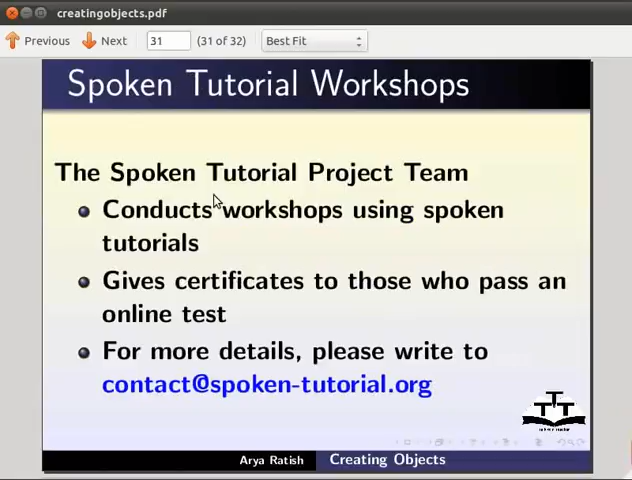 creatingobjects.pdf
Previous Next 31 (31 of 32) Best Fit
Spoken Tutorial Workshops
The Spoken Tutorial Project Team
Conducts workshops using spoken
tutorials
Gives certificates to those who pass an
online test
For more details, please write to
contact@spoken-tutorial.org
TTT
Arya Ratish Creating Objects